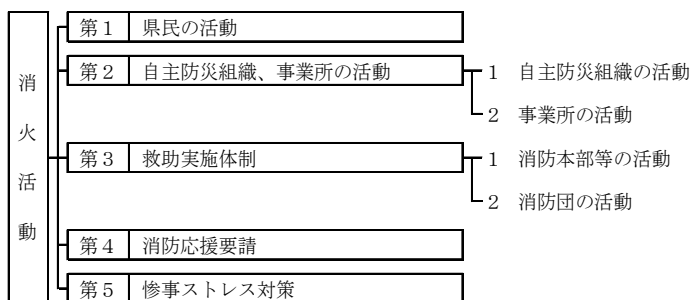 消火活動
第１ 県民の活動
第２ 自主防災組織、事業所の活動
１ 自主防災組織の活動
２ 事業所の活動
第３ 救助実施体制
１ 消防本部等の活動
２ 消防団の活動
第４ 消防応援要請
第５ 惨事ストレス対策